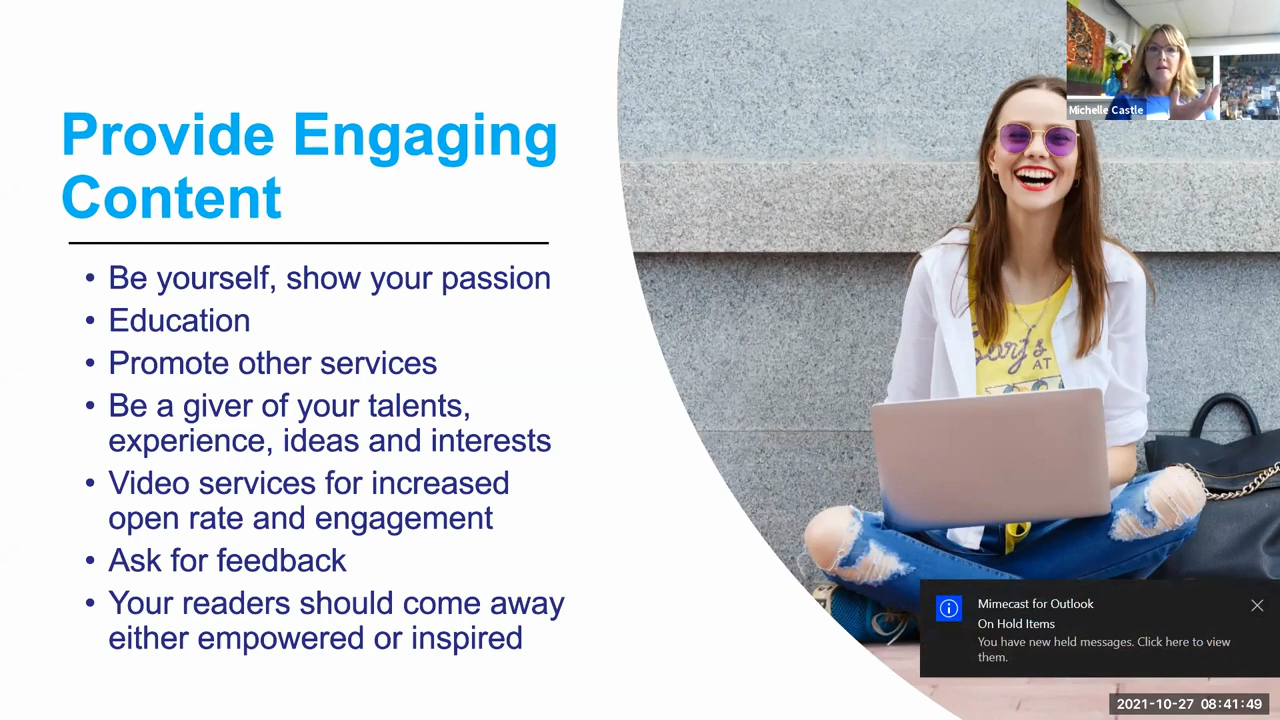 Michelle Castle
Provide Engaging
Content
• Be yourself, show your passion
• Education
• Promote other services
• Be a giver of your talents,
experience, ideas and interests
• Video services for increased
open rate and engagement
• Ask for feedback
• Your readers should come away
either empowered or inspired
AT
Mimecast for Outlook
On Hold Items
You have new held messages. Click here to view
them.
2021-10-27 08:41:49